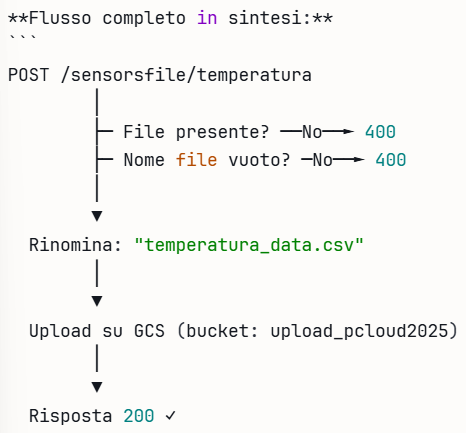 **Flusso completo in sintesi:**
```
POST /sensorsfile/temperatura
│
├─ File presente? ──No──► 400
├─ Nome file vuoto? ─No──► 400
│
▼
Rinomina: "temperatura_data.csv"
│
▼
Upload su GCS (bucket: upload_pcloud2025)
│
▼
Risposta 200 ✓